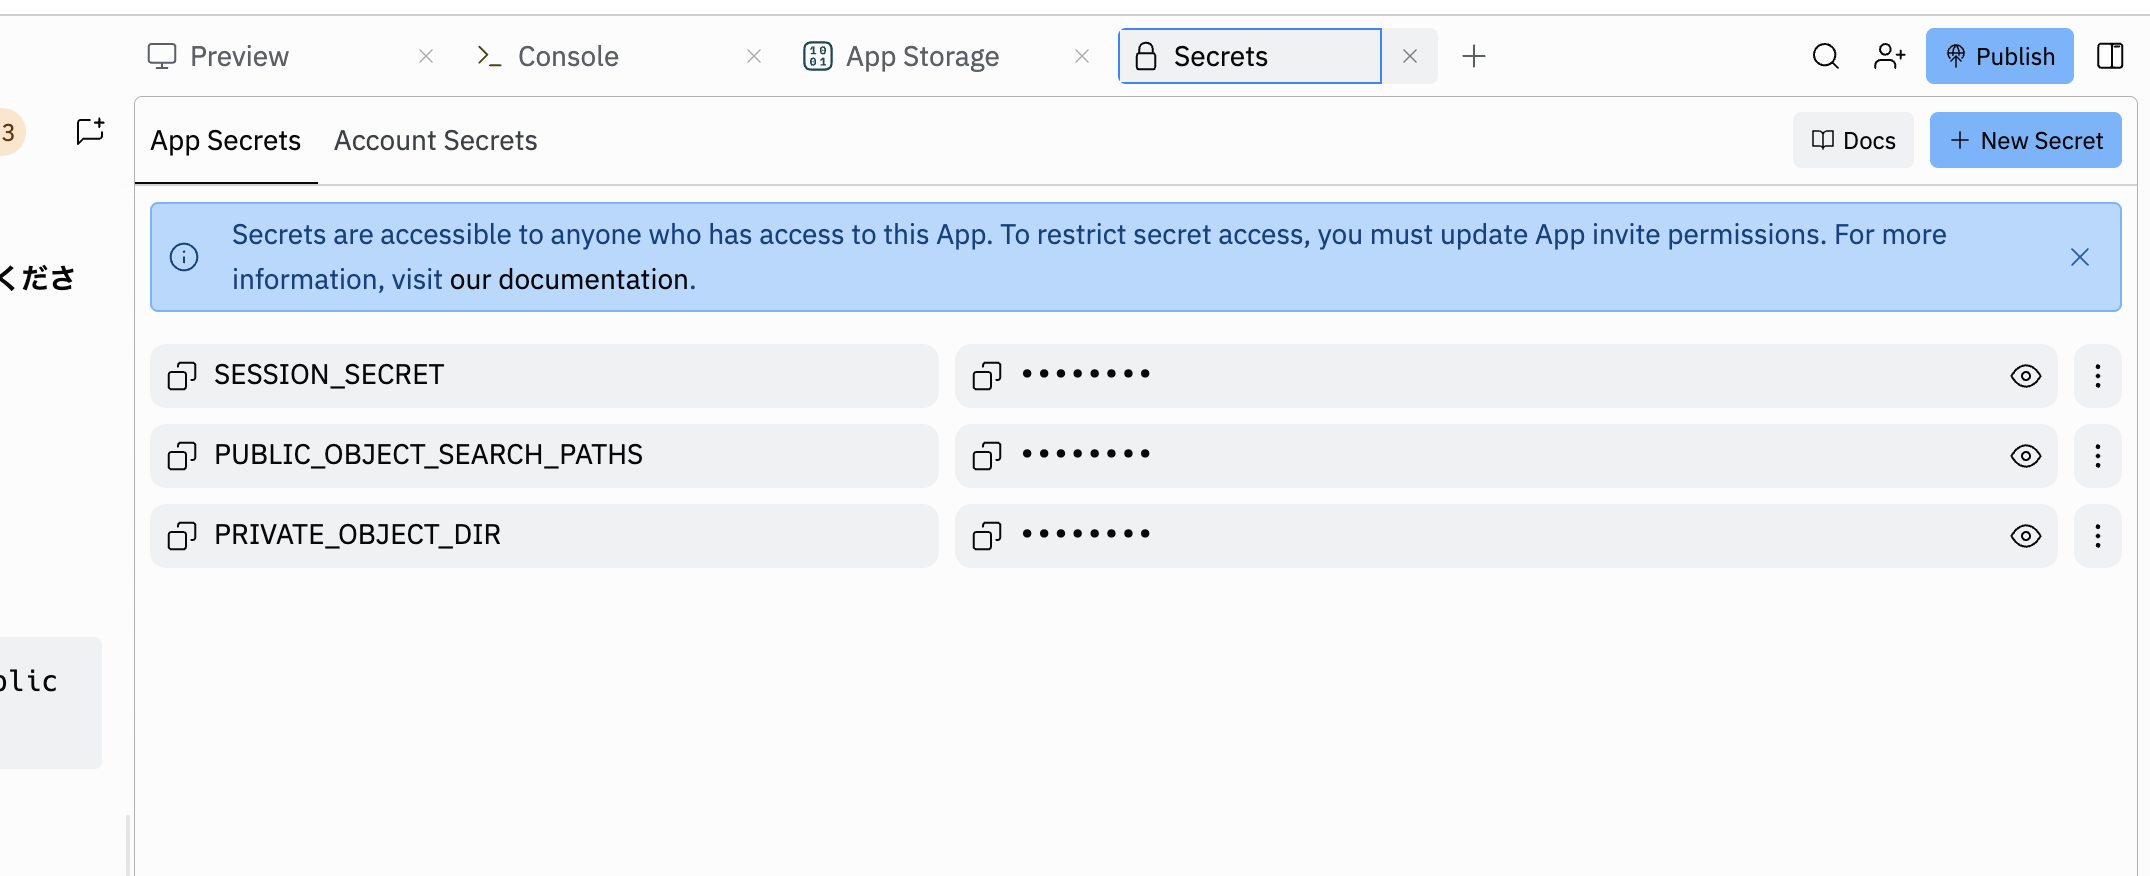 Preview
Console
App Storage
Secrets
Publish
3
App Secrets
Account Secrets
Docs
New Secret
Secrets are accessible to anyone who has access to this App. To restrict secret access, you must update App invite permissions. For more
information, visit our documentation.
くださ
SESSION_SECRET
PUBLIC_OBJECT_SEARCH_PATHS
PRIVATE_OBJECT_DIR